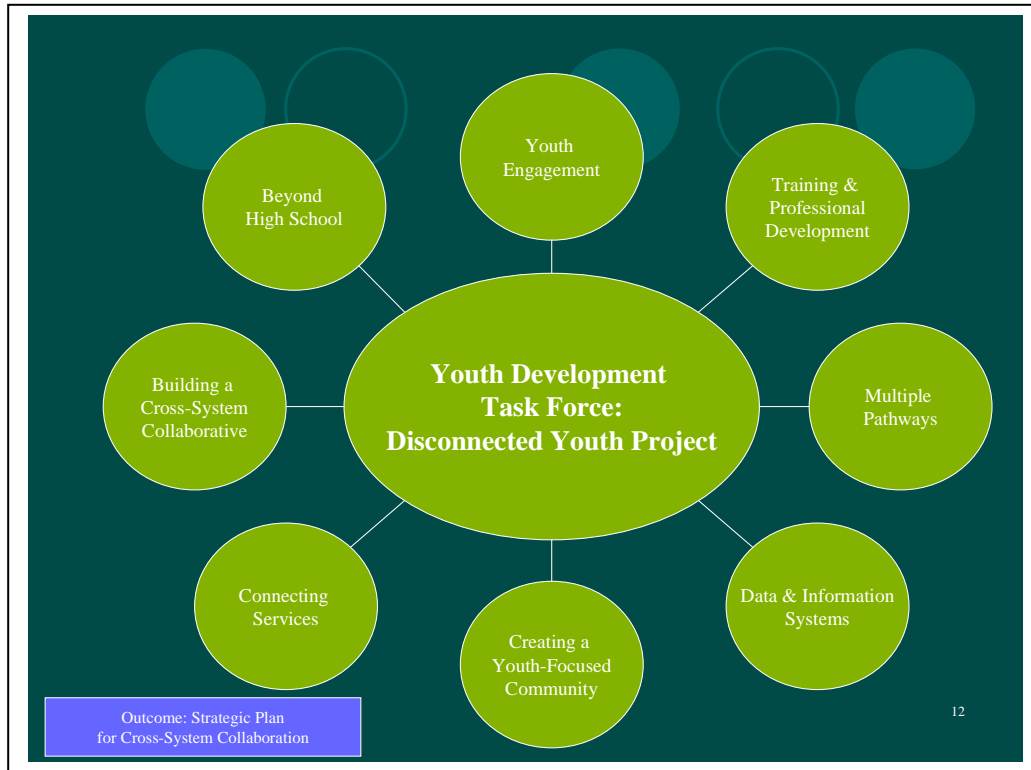 Youth
Engagement
Beyond
High School
Training &
Professional
Development
Building a
Cross-System
Collaborative
Youth Development
Task Force:
Disconnected Youth Project
Multiple
Pathways
Connecting
Services
Data & Information
Systems
Creating a
Youth-Focused
Community
Outcome: Strategic Plan
for Cross-System Collaboration
12